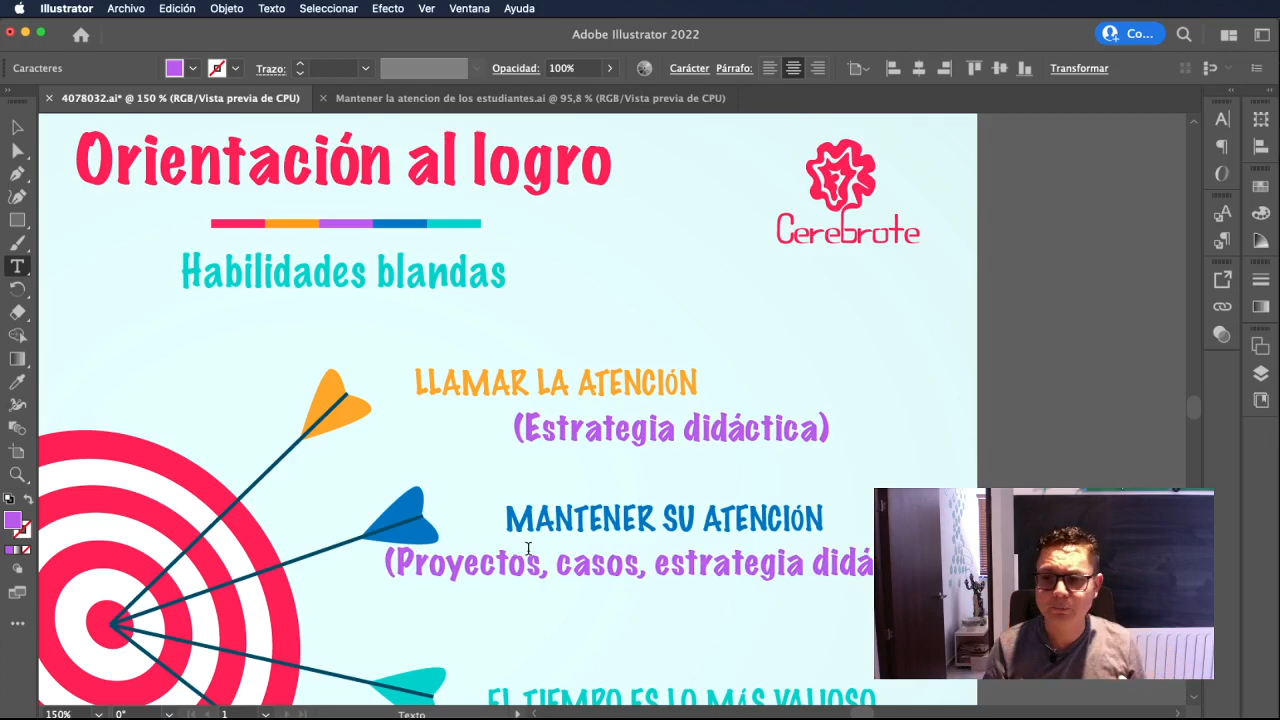 Illustrator Archivo Edición Objeto Texto Seleccionar Efecto Ver Ventana Ayuda
Adobe Illustrator 2022
Co...
Caracteres Trazo: Opacidad: 100% Carácter Párrafo: Transformar
4078032.ai* @ 150 % (RGB/Vista previa de CPU) Mantener la atencion de los estudiantes.ai @ 95,8 % (RGB/Vista previa de CPU)
Orientación al logro
Cerebrote
Habilidades blandas
LLAMAR LA ATENCIÓN
(Estrategia didáctica)
MANTENER SU ATENCIÓN
(Proyectos, casos, estrategia didá
EL TIEMPO ES LO MÁS VALIOSO
150% 0° 1 Texto